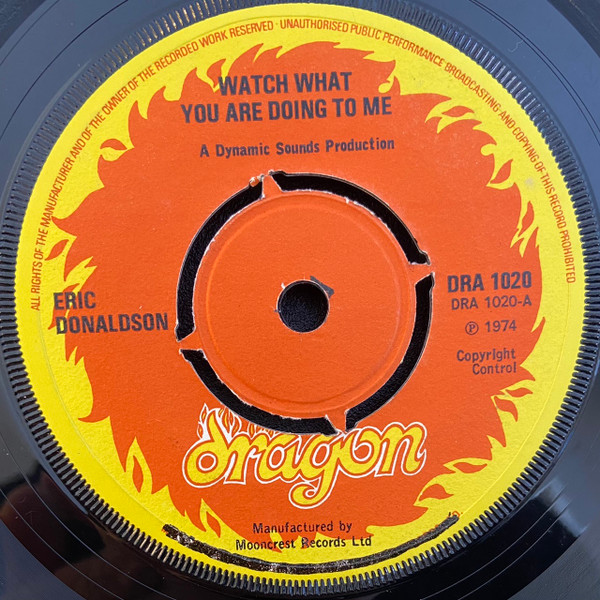 ALL RIGHTS OF THE MANUFACTURER AND OF THE OWNER OF THE RECORDED WORK RESERVED · UNAUTHORISED PUBLIC PERFORMANCE BROADCASTING AND COPYING OF THIS RECORD PROHIBITED
WATCH WHAT
YOU ARE DOING TO ME
A Dynamic Sounds Production
ERIC
DONALDSON
DRA 1020
DRA 1020-A
Ⓟ 1974
Copyright
Control
dragon
Manufactured by
Mooncrest Records Ltd